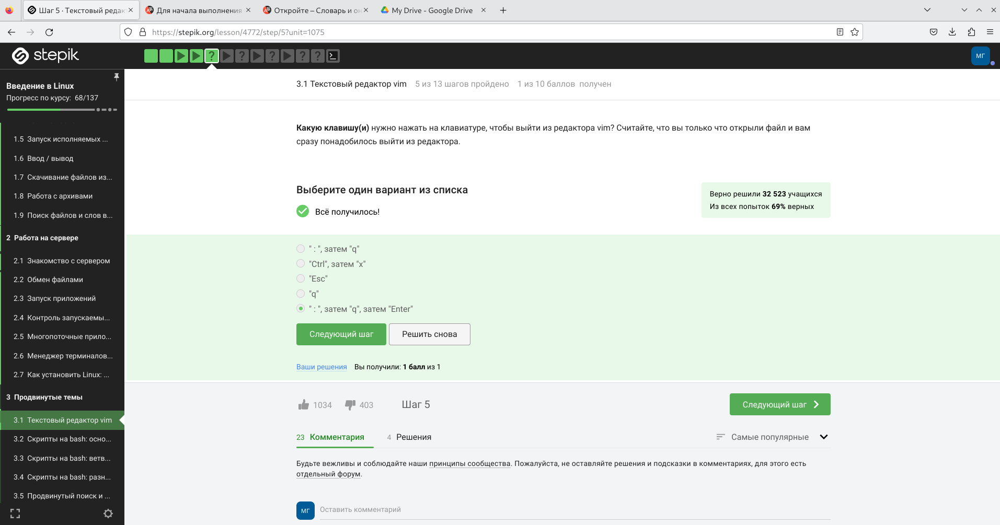 Шаг 5 · Текстовый редак
Для начала выполнения
Откройте – Словарь и он
My Drive - Google Drive
https://stepik.org/lesson/4772/step/5?unit=1075
stepik
МГ
Введение в Linux
Прогресс по курсу: 68/137
1.5 Запуск исполняемых ...
1.6 Ввод / вывод
1.7 Скачивание файлов из...
1.8 Работа с архивами
1.9 Поиск файлов и слов в...
2 Работа на сервере
2.1 Знакомство с сервером
2.2 Обмен файлами
2.3 Запуск приложений
2.4 Контроль запускаемы...
2.5 Многопоточные прило...
2.6 Менеджер терминалов...
2.7 Как установить Linux: ...
3 Продвинутые темы
3.1 Текстовый редактор vim
3.2 Скрипты на bash: осно...
3.3 Скрипты на bash: ветв...
3.4 Скрипты на bash: разн...
3.5 Продвинутый поиск и ...
3.1 Текстовый редактор vim 5 из 13 шагов пройдено 1 из 10 баллов получен
Какую клавишу(и) нужно нажать на клавиатуре, чтобы выйти из редактора vim? Считайте, что вы только что открыли файл и вам
сразу понадобилось выйти из редактора.
Выберите один вариант из списка
Всё получилось!
Верно решили 32 523 учащихся
Из всех попыток 69% верных
" : ", затем "q"
"Ctrl", затем "x"
"Esc"
"q"
" : ", затем "q", затем "Enter"
Следующий шаг
Решить снова
Ваши решения Вы получили: 1 балл из 1
1034 403 Шаг 5
Следующий шаг
23 Комментария 4 Решения
Самые популярные
Будьте вежливы и соблюдайте наши принципы сообщества. Пожалуйста, не оставляйте решения и подсказки в комментариях, для этого есть
отдельный форум.
МГ Оставить комментарий